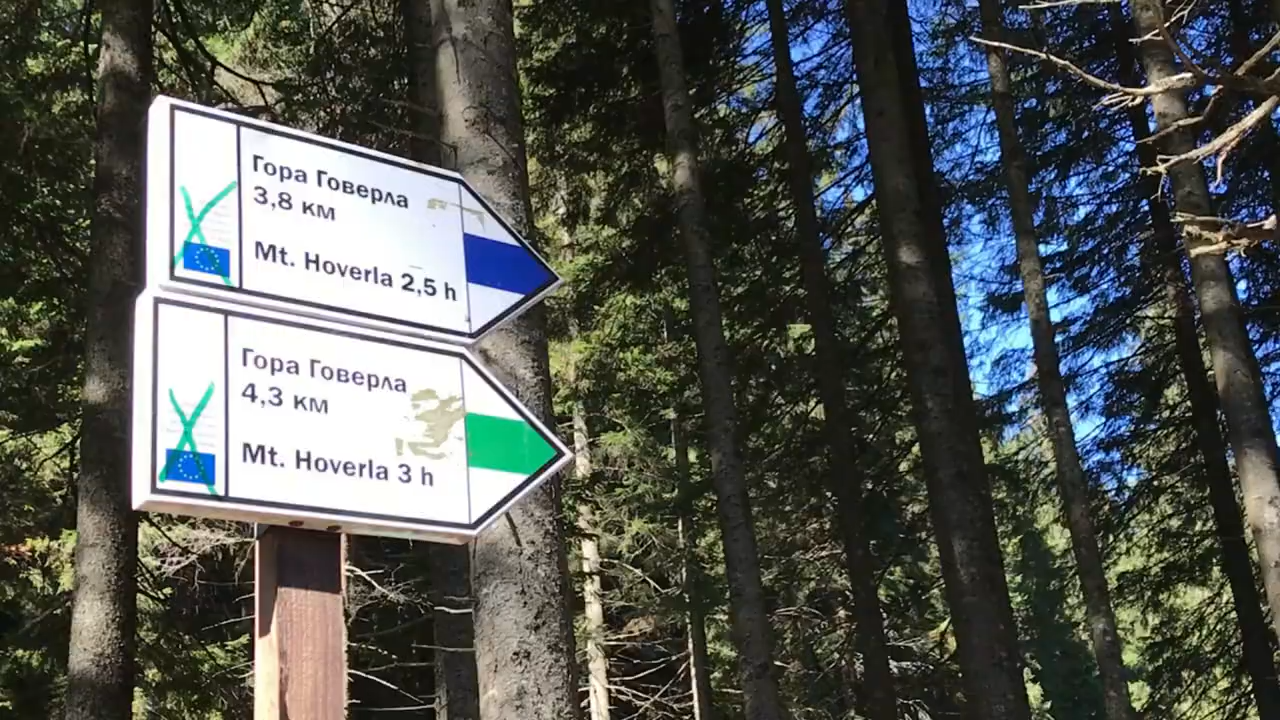 Гора Говерла
3,8 км
Mt. Hoverla 2,5 h
Гора Говерла
4,3 км
Mt. Hoverla 3 h